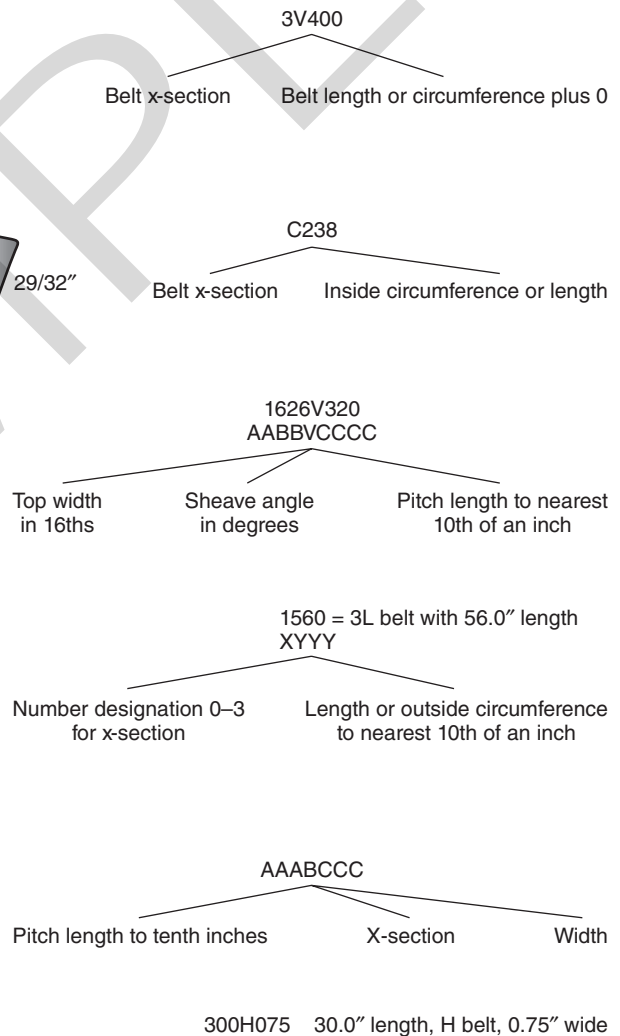 3V400
Belt x-section Belt length or circumference plus 0
C238
29/32″
Belt x-section Inside circumference or length
1626V320
AABBVCCCC
Top width Sheave angle Pitch length to nearest
in 16ths in degrees 10th of an inch
1560 = 3L belt with 56.0″ length
XYYY
Number designation 0–3 Length or outside circumference
for x-section to nearest 10th of an inch
AAABCCC
Pitch length to tenth inches X-section Width
300H075 30.0″ length, H belt, 0.75″ wide